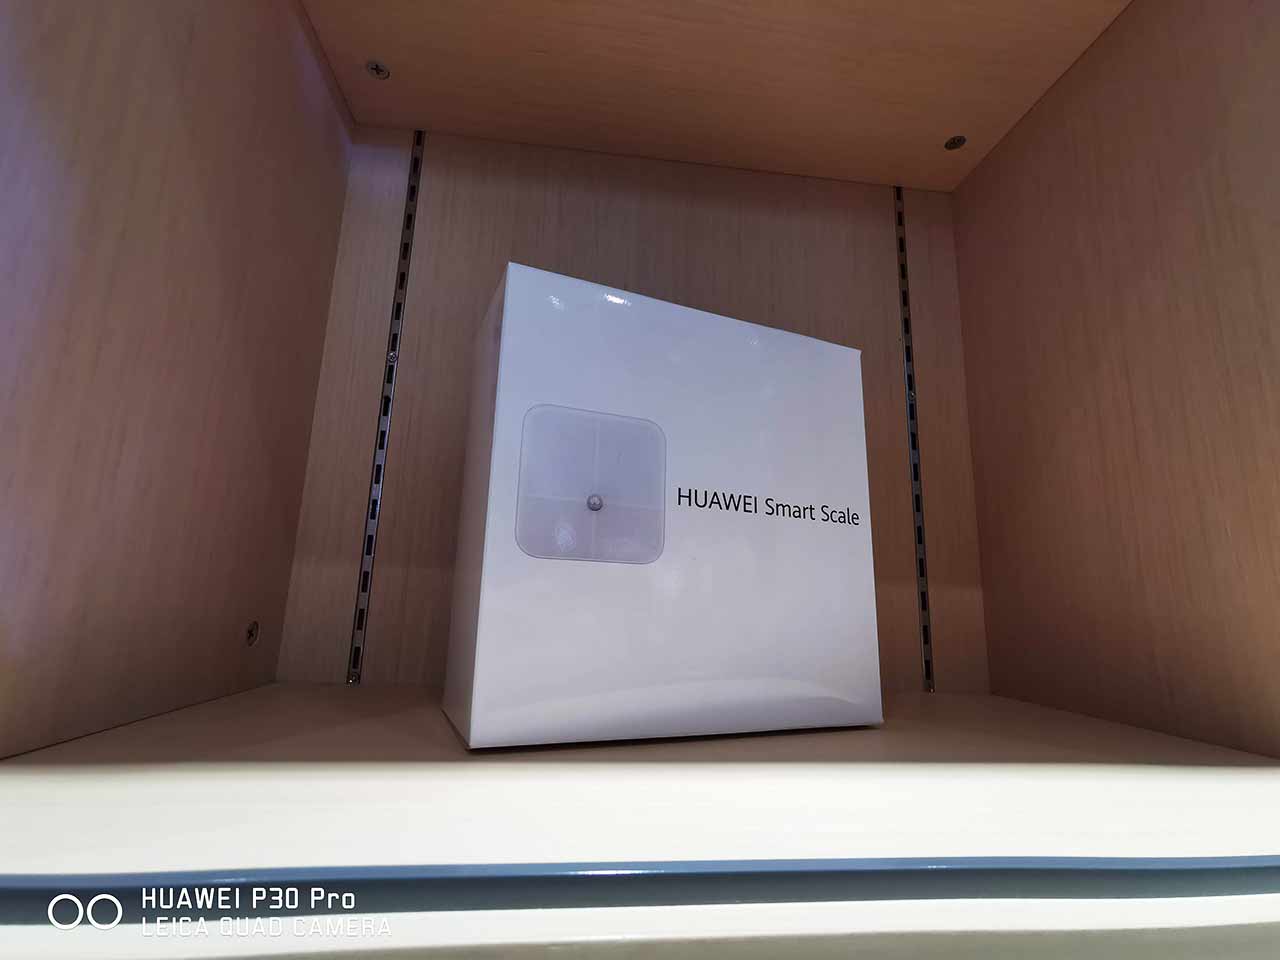 HUAWEI Smart Scale
HUAWEI P30 Pro
LEICA QUAD CAMERA